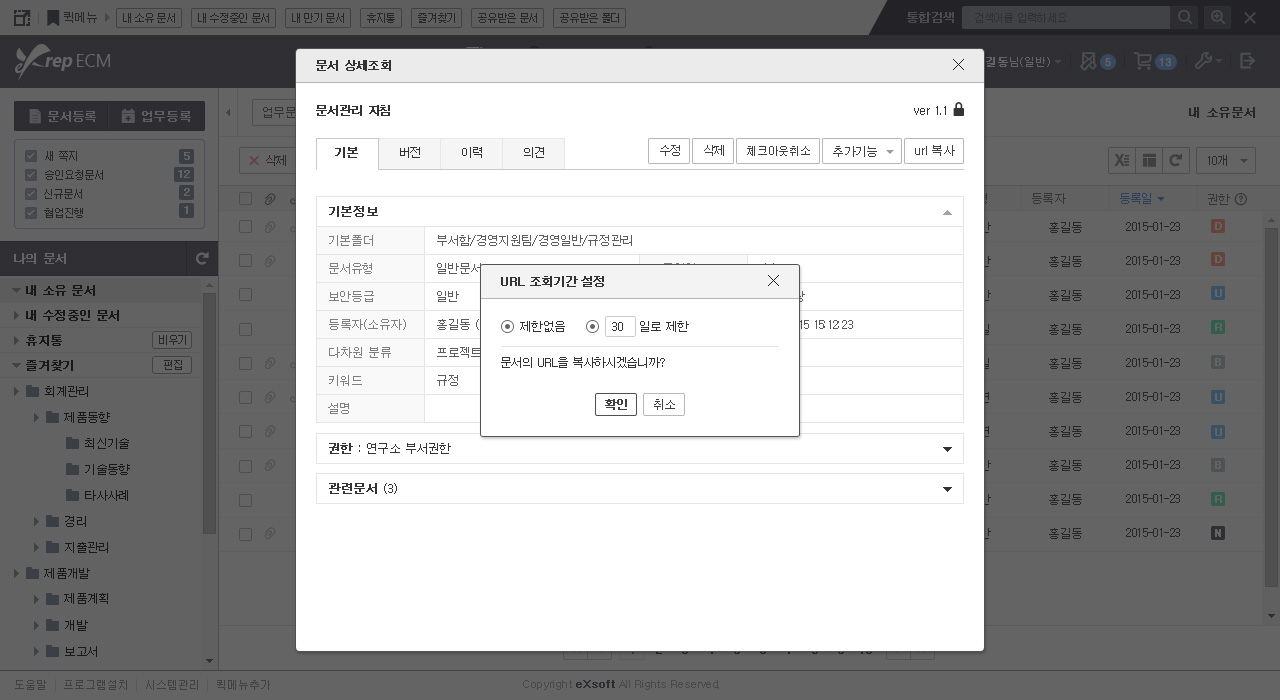 퀵메뉴 내 소유 문서 내 수정중인 문서 내 만기 문서 휴지통 즐겨찾기 공유받은 문서 공유받은 폴더 통합검색 검색어를 입력하세요
Xrep ECM
길동님(일반) 5 13
문서등록 업무등록
새 쪽지 5
승인요청문서 12
신규문서 2
협업진행 1
나의 문서
내 소유 문서
내 수정중인 문서
휴지통 비우기
즐겨찾기 편집
회계관리
제품동향
최신기술
기술동향
타사사례
경리
지출관리
제품개발
제품계획
개발
보고서
업무문
내 소유문서
삭제
10개
등록자 등록일 권한
홍길동 2015-01-23 D
홍길동 2015-01-23 D
홍길동 2015-01-23 U
홍길동 2015-01-23 R
홍길동 2015-01-23 B
홍길동 2015-01-23 U
홍길동 2015-01-23 U
홍길동 2015-01-23 B
홍길동 2015-01-23 R
홍길동 2015-01-23 N
문서 상세조회
문서관리 지침 ver 1.1
기본 버전 이력 의견 수정 삭제 체크아웃취소 추가기능 url 복사
기본정보
기본폴더 부서함/경영지원팀/경영일반/규정관리
문서유형 일반문서
보안등급 일반
등록자(소유자) 홍길동 ( 15 15:12:23
다차원 분류 프로젝트
키워드 규정
설명
권한 : 연구소 부서권한
관련문서 (3)
URL 조회기간 설정
제한없음 30 일로 제한
문서의 URL을 복사하시겠습니까?
확인 취소
도움말 프로그램설치 시스템관리 퀵메뉴추가
Copyright eXsoft All Rights Reserved.